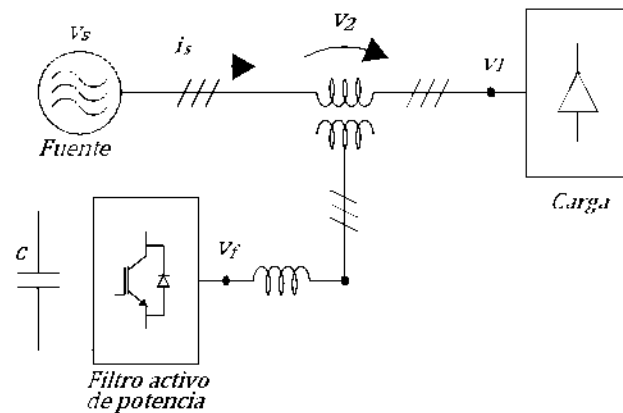 vs
is
v2
v1
Fuente
Carga
c
vf
Filtro activo
de potencia